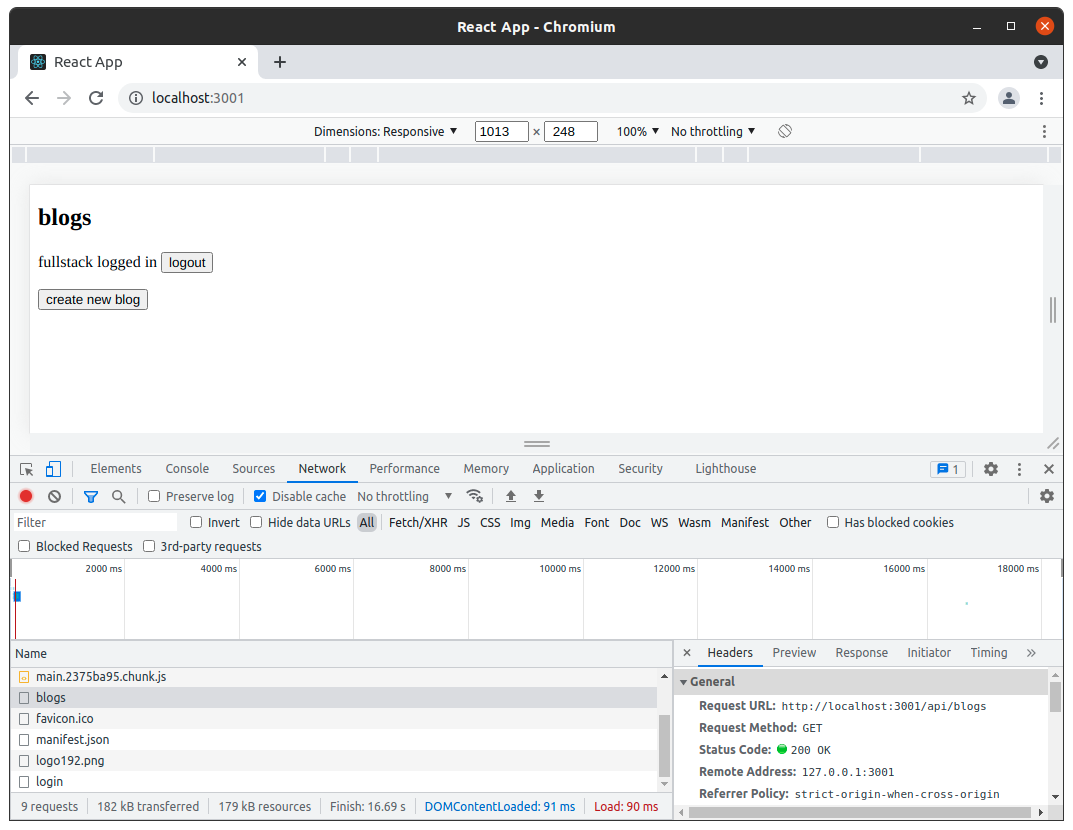 React App - Chromium
React App
localhost:3001
Dimensions: Responsive 1013 × 248 100% No throttling
blogs
fullstack logged in logout
create new blog
Elements Console Sources Network Performance Memory Application Security Lighthouse 1
Preserve log Disable cache No throttling
Filter Invert Hide data URLs All Fetch/XHR JS CSS Img Media Font Doc WS Wasm Manifest Other Has blocked cookies
Blocked Requests 3rd-party requests
2000 ms 4000 ms 6000 ms 8000 ms 10000 ms 12000 ms 14000 ms 16000 ms 18000 ms
Name
main.2375ba95.chunk.js
blogs
favicon.ico
manifest.json
logo192.png
login
9 requests 182 kB transferred 179 kB resources Finish: 16.69 s DOMContentLoaded: 91 ms Load: 90 ms
Headers Preview Response Initiator Timing
General
Request URL: http://localhost:3001/api/blogs
Request Method: GET
Status Code: 200 OK
Remote Address: 127.0.0.1:3001
Referrer Policy: strict-origin-when-cross-origin